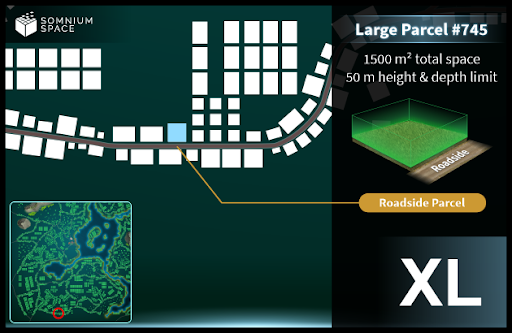 SOMNIUM
SPACE
Large Parcel #745
1500 m² total space
50 m height & depth limit
Roadside
Roadside Parcel
XL